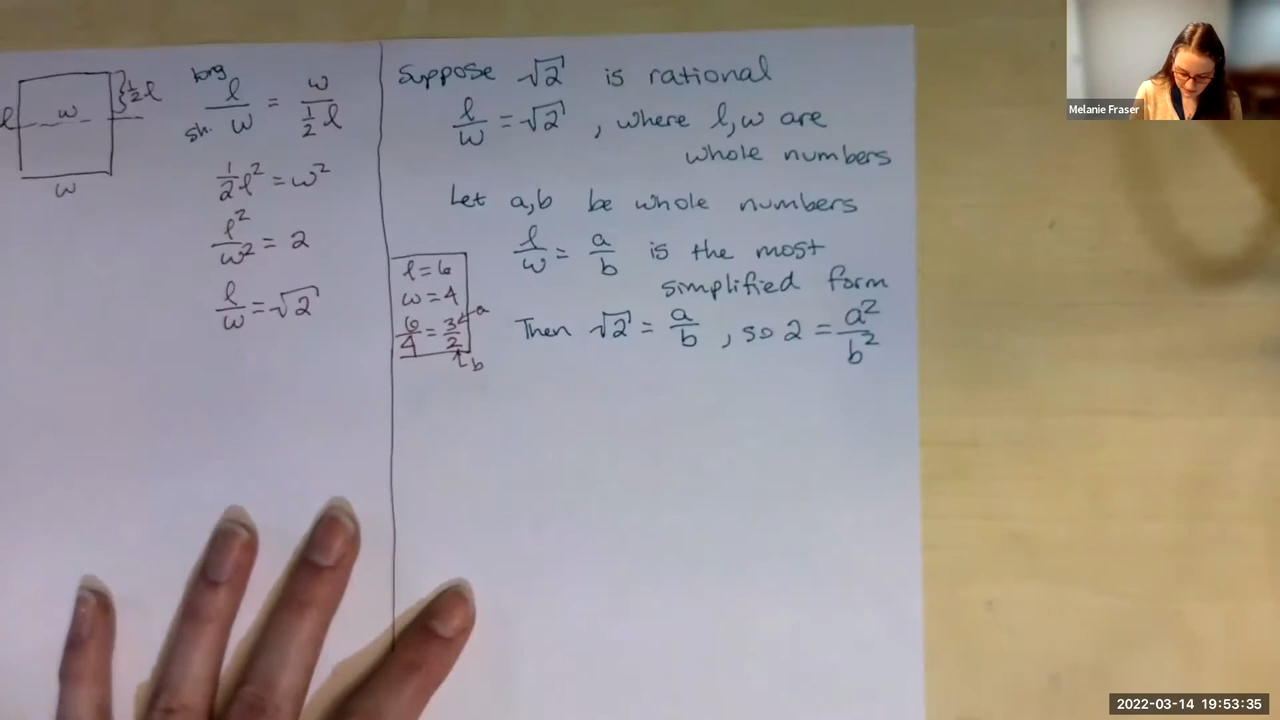 long
l/w = w/½l
sh.
l
w
}½l
w
½l² = w²
l²/w² = 2
l/w = √2
Suppose √2 is rational
l/w = √2, where l,w are
whole numbers
Let a,b be whole numbers
l/w = a/b is the most
simplified form
l=6
w=4
6/4 = 3/2
a
b
Then √2 = a/b, so 2 = a²/b²
Melanie Fraser
2022-03-14 19:53:35